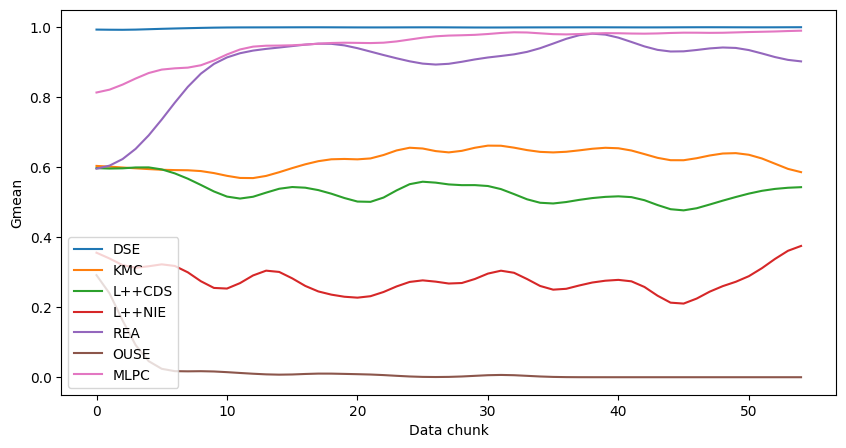 1.0
0.8
0.6
0.4
0.2
0.0
Gmean
DSE
KMC
L++CDS
L++NIE
REA
OUSE
MLPC
0 10 20 30 40 50
Data chunk